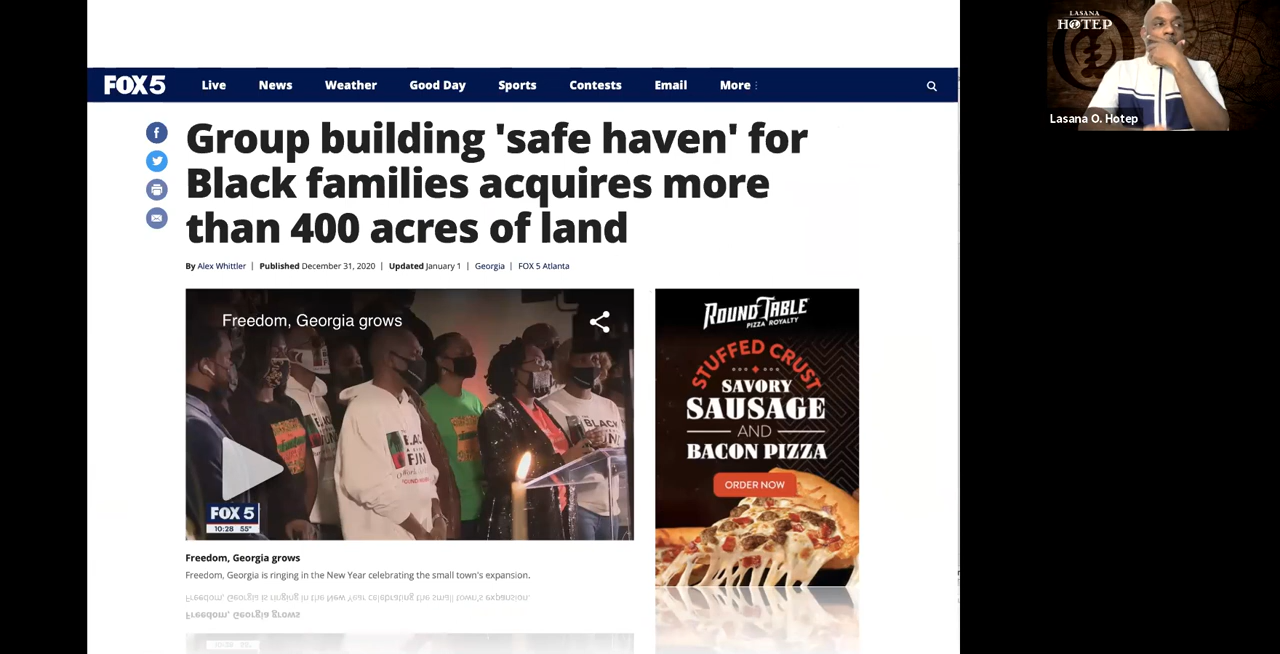 FOX 5
Live News Weather Good Day Sports Contests Email More
Group building 'safe haven' for
Black families acquires more
than 400 acres of land
By Alex Whittler | Published December 31, 2020 | Updated January 1 | Georgia | FOX 5 Atlanta
Freedom, Georgia grows
FOX 5
10:28 55°
Freedom, Georgia grows
Freedom, Georgia is ringing in the New Year celebrating the small town's expansion.
ROUND TABLE
PIZZA ROYALTY
STUFFED CRUST
SAVORY
SAUSAGE
AND
BACON PIZZA
ORDER NOW
LASANA
HOTEP
Lasana O. Hotep